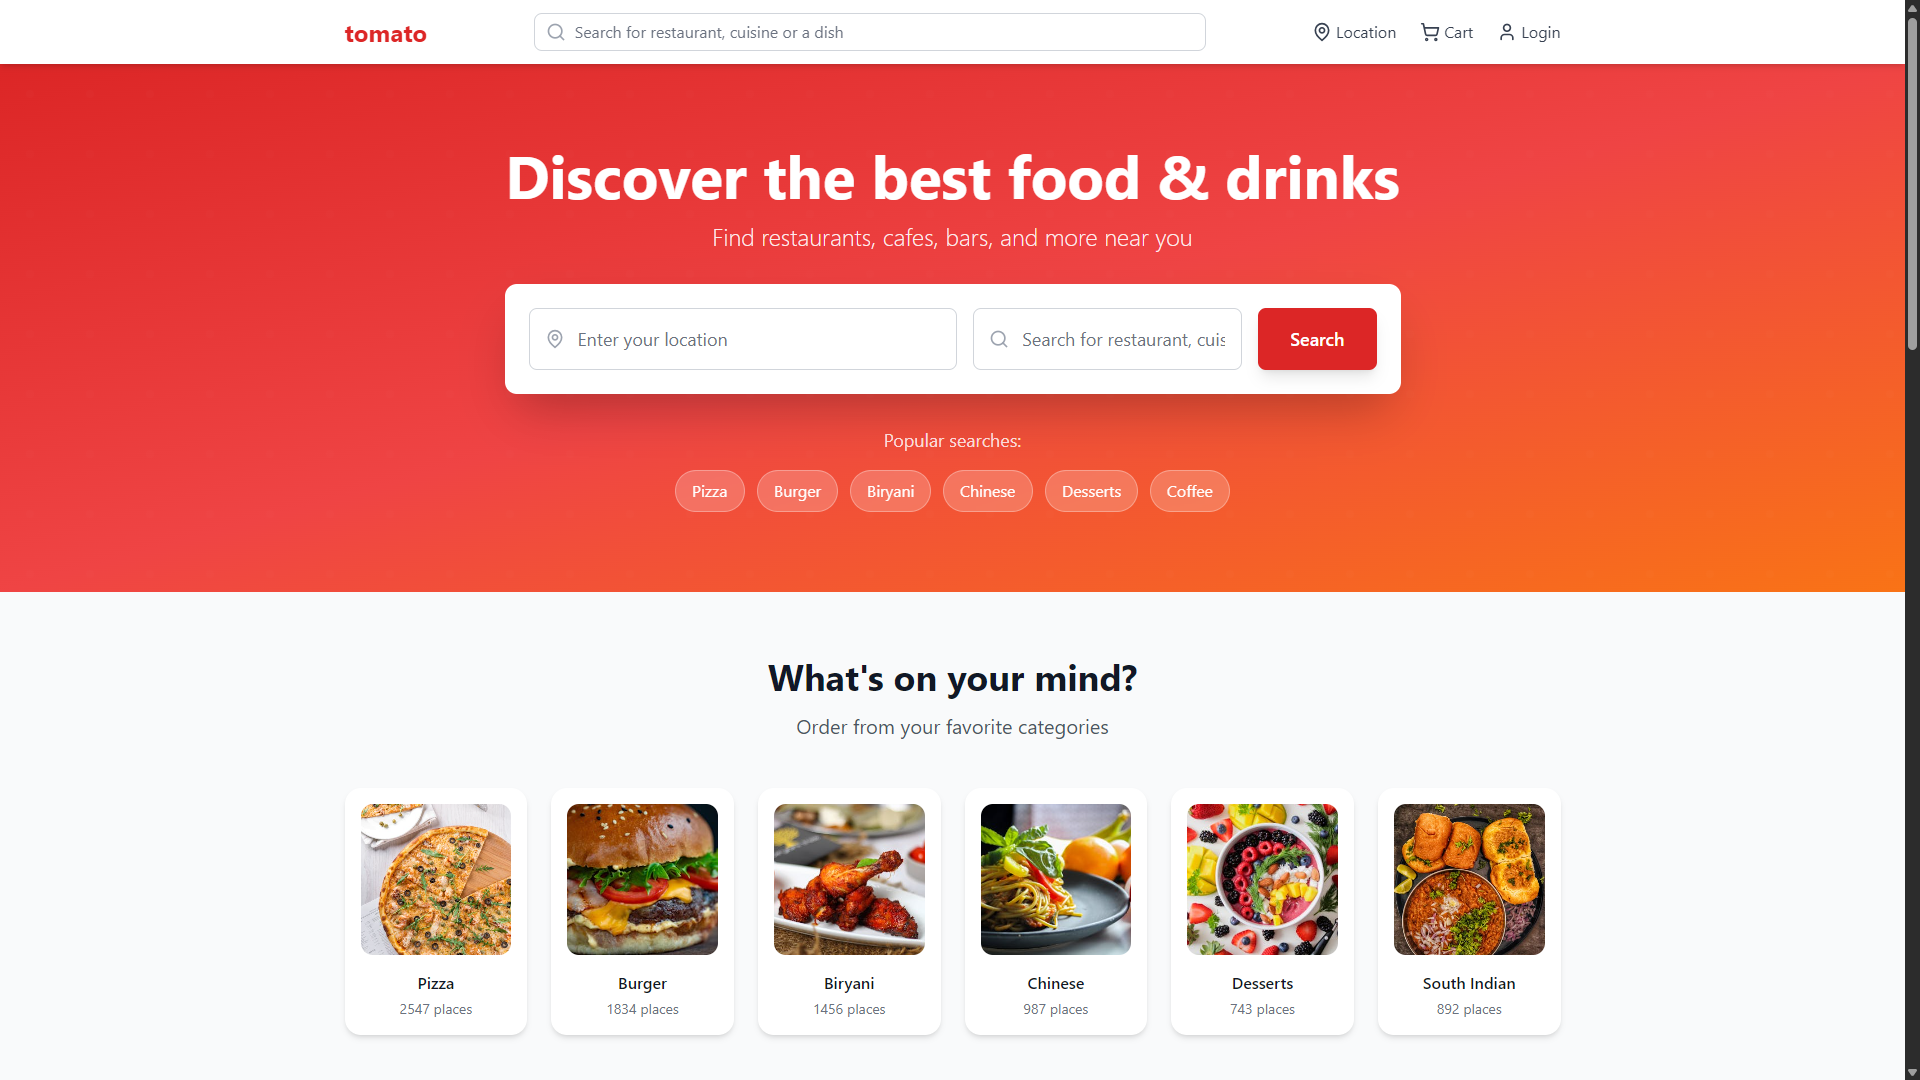 tomato
Search for restaurant, cuisine or a dish
Location
Cart
Login
Discover the best food & drinks
Find restaurants, cafes, bars, and more near you
Enter your location
Search for restaurant, cuis
Search
Popular searches:
Pizza
Burger
Biryani
Chinese
Desserts
Coffee
What's on your mind?
Order from your favorite categories
Pizza
2547 places
Burger
1834 places
Biryani
1456 places
Chinese
987 places
Desserts
743 places
South Indian
892 places